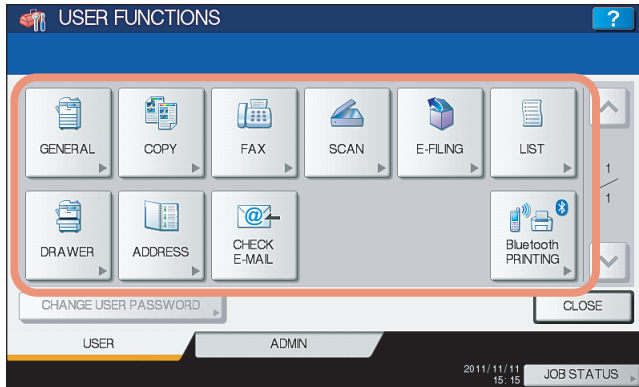 USER FUNCTIONS
?
GENERAL
COPY
FAX
SCAN
E-FILING
LIST
1
1
DRAWER
ADDRESS
@
CHECK
E-MAIL
Bluetooth
PRINTING
CHANGE USER PASSWORD
CLOSE
USER
ADMIN
2011/11/11
15:15
JOB STATUS